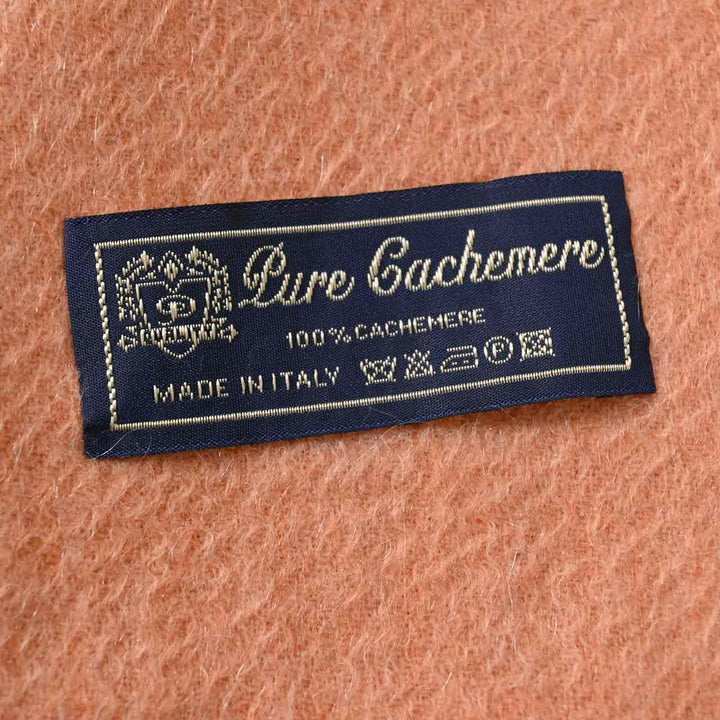 Pure Cachemere
100% CACHEMERE
MADE IN ITALY
P